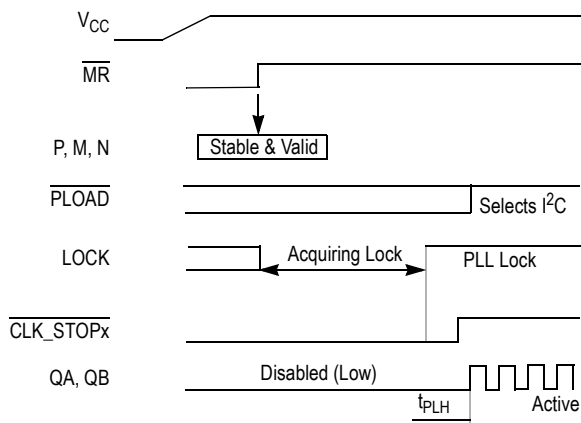 VCC
MR
P, M, N
Stable & Valid
PLOAD
Selects I²C
LOCK
Acquiring Lock
PLL Lock
CLK_STOPx
QA, QB
Disabled (Low)
tPLH
Active